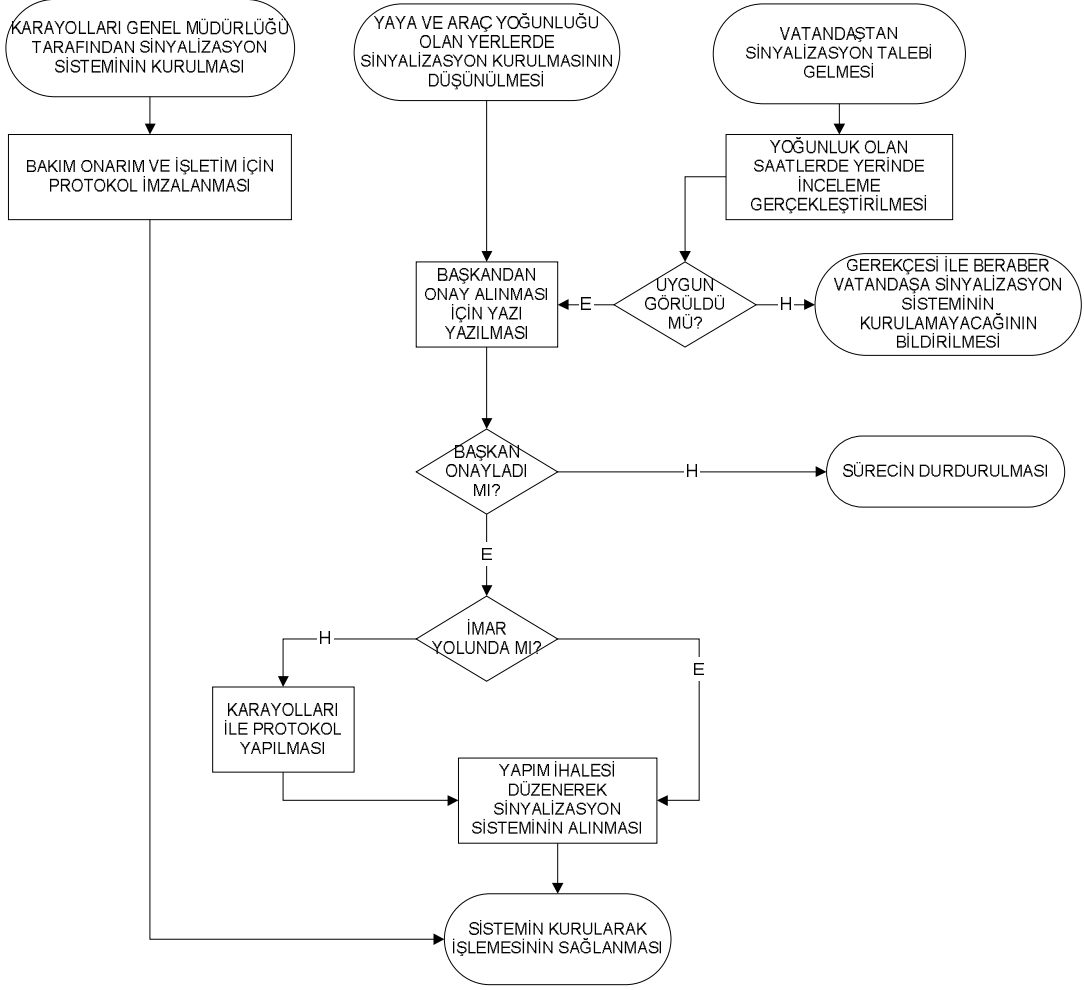 KARAYOLLARI GENEL MÜDÜRLÜĞÜ
TARAFINDAN SİNYALİZASYON
SİSTEMİNİN KURULMASI
YAYA VE ARAÇ YOĞUNLUĞU
OLAN YERLERDE
SİNYALİZASYON KURULMASININ
DÜŞÜNÜLMESİ
VATANDAŞTAN
SİNYALİZASYON TALEBİ
GELMESİ
BAKIM ONARIM VE İŞLETİM İÇİN
PROTOKOL İMZALANMASI
YOĞUNLUK OLAN
SAATLERDE YERİNDE
İNCELEME
GERÇEKLEŞTİRİLMESİ
BAŞKANDAN
ONAY ALINMASI
İÇİN YAZI
YAZILMASI
E
UYGUN
GÖRÜLDÜ
MÜ?
H
GEREKÇESİ İLE BERABER
VATANDAŞA SİNYALİZASYON
SİSTEMİNİN
KURULAMAYACAĞININ
BİLDİRİLMESİ
BAŞKAN
ONAYLADI
MI?
H
SÜRECİN DURDURULMASI
E
İMAR
YOLUNDA MI?
H
E
KARAYOLLARI
İLE PROTOKOL
YAPILMASI
YAPIM İHALESİ
DÜZENEREK
SİNYALİZASYON
SİSTEMİNİN ALINMASI
SİSTEMİN KURULARAK
İŞLEMESİNİN SAĞLANMASI